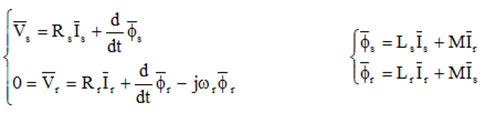 V̄ₛ = RₛĪₛ + d/dt ϕ̄ₛ
0 = V̄ᵣ = RᵣĪᵣ + d/dt ϕ̄ᵣ − jωᵣϕ̄ᵣ
ϕ̄ₛ = LₛĪₛ + MĪᵣ
ϕ̄ᵣ = LᵣĪᵣ + MĪₛ